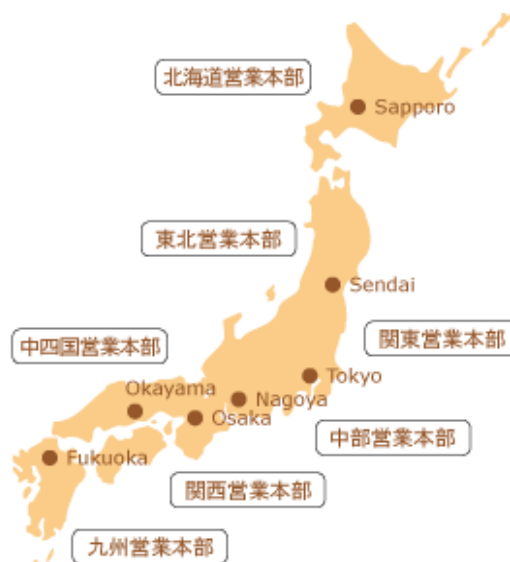 北海道営業本部
Sapporo
東北営業本部
Sendai
関東営業本部
中四国営業本部
Tokyo
Okayama
Nagoya
Osaka
中部営業本部
Fukuoka
関西営業本部
九州営業本部